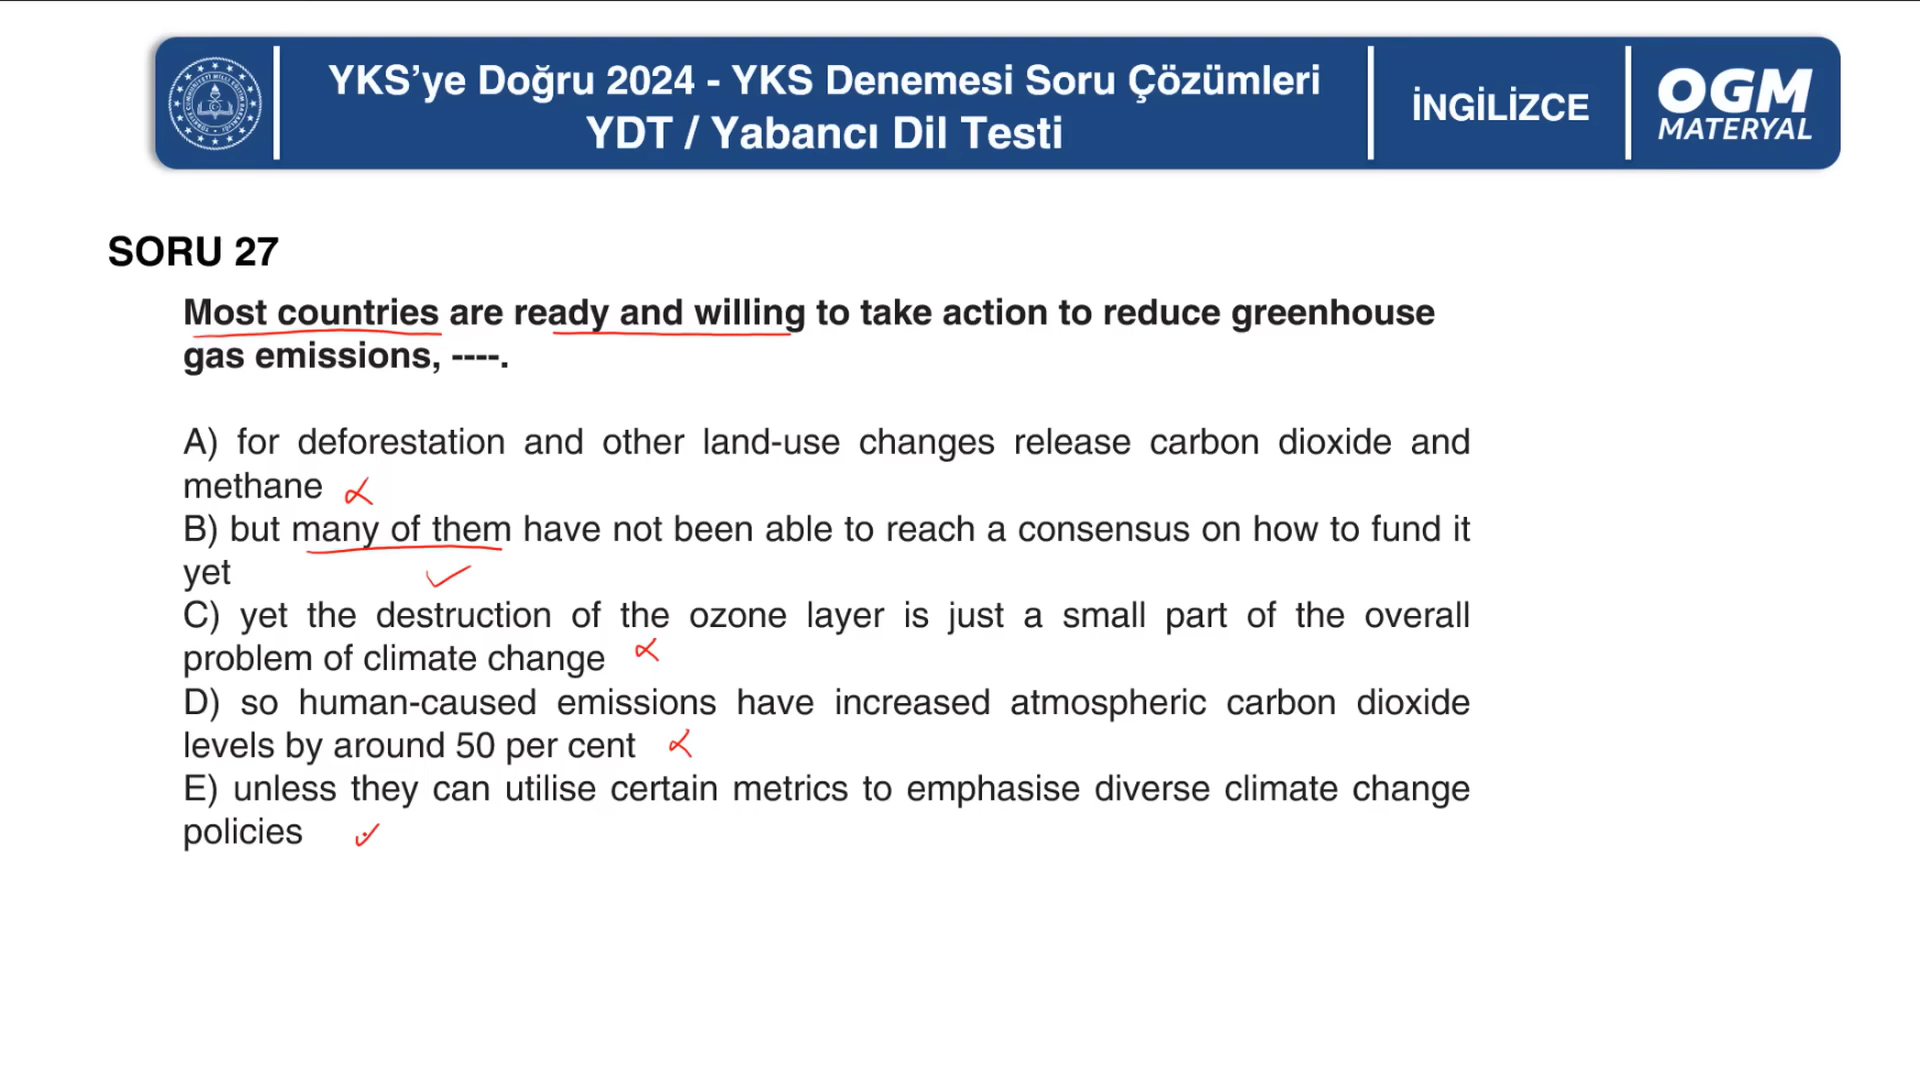 YKS’ye Doğru 2024 - YKS Denemesi Soru Çözümleri
YDT / Yabancı Dil Testi
İNGİLİZCE
OGM
MATERYAL
SORU 27
Most countries are ready and willing to take action to reduce greenhouse
gas emissions, ----.
A) for deforestation and other land-use changes release carbon dioxide and
methane
B) but many of them have not been able to reach a consensus on how to fund it
yet
C) yet the destruction of the ozone layer is just a small part of the overall
problem of climate change
D) so human-caused emissions have increased atmospheric carbon dioxide
levels by around 50 per cent
E) unless they can utilise certain metrics to emphasise diverse climate change
policies